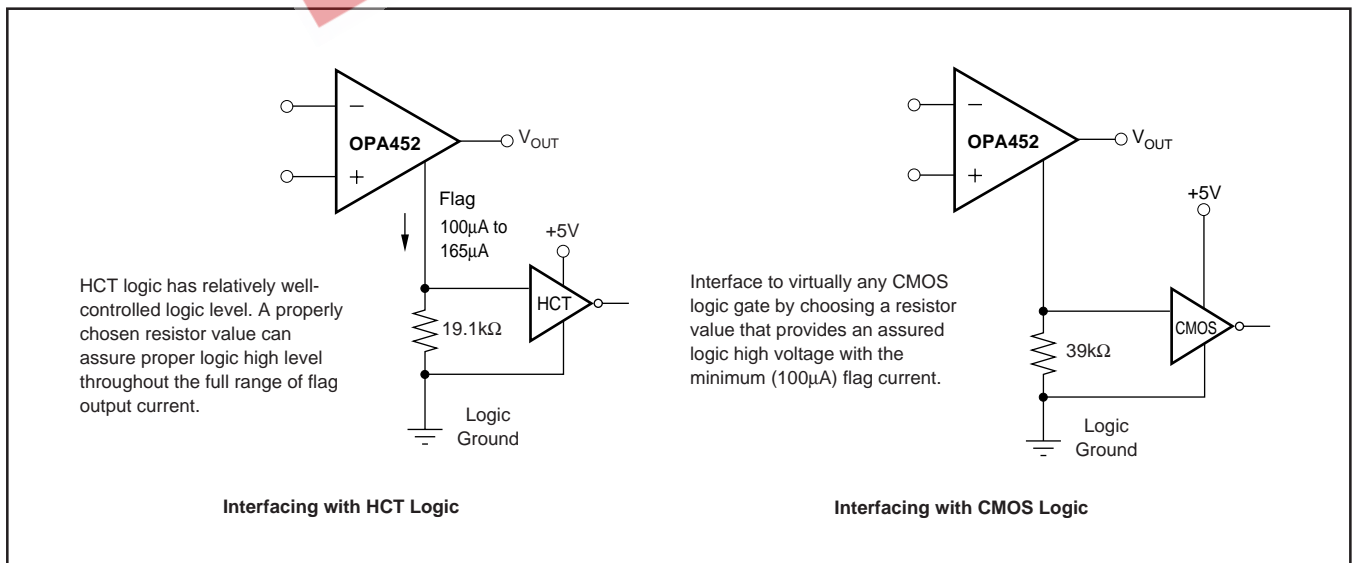 −
OPA452
+
V_OUT
Flag
100µA to
165µA
+5V
HCT
19.1kΩ
HCT logic has relatively well-
controlled logic level. A properly
chosen resistor value can
assure proper logic high level
throughout the full range of flag
output current.
Logic
Ground
Interfacing with HCT Logic
−
OPA452
+
V_OUT
+5V
CMOS
39kΩ
Interface to virtually any CMOS
logic gate by choosing a resistor
value that provides an assured
logic high voltage with the
minimum (100µA) flag current.
Logic
Ground
Interfacing with CMOS Logic